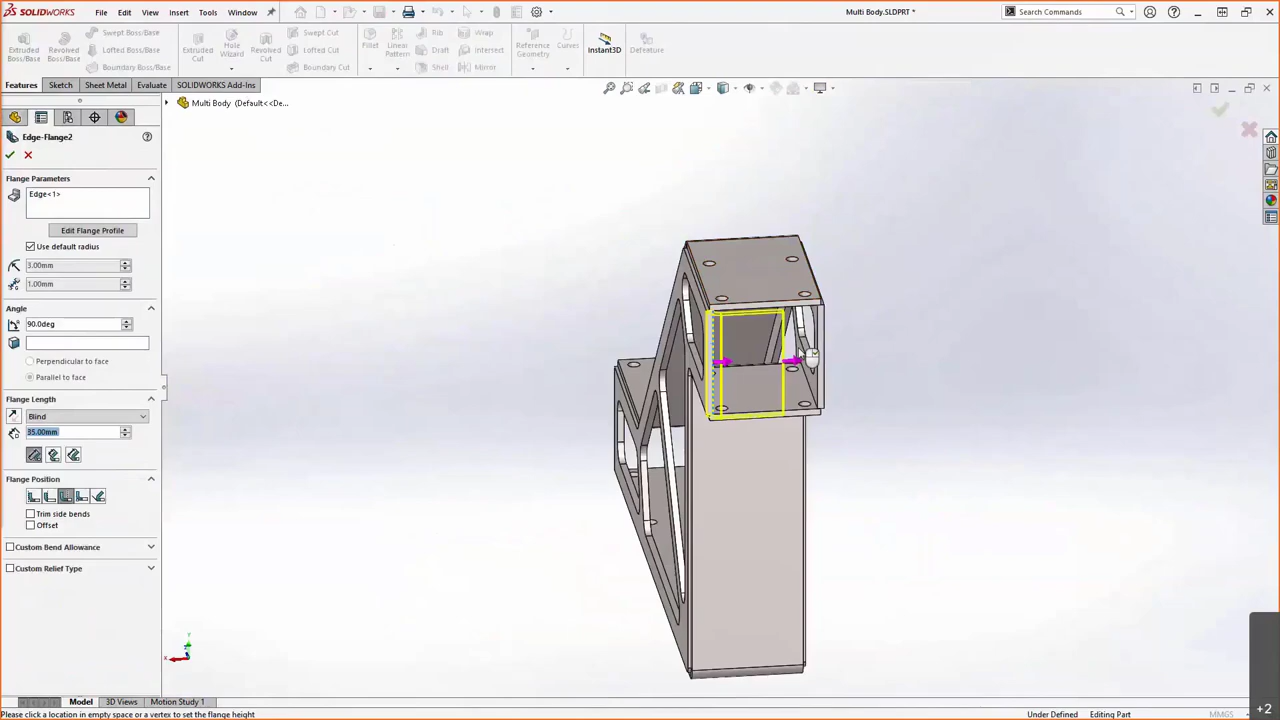 SOLIDWORKS File Edit View Insert Tools Window Multi Body.SLDPRT * Search Commands
Extruded Boss/Base
Revolved Boss/Base
Swept Boss/Base
Lofted Boss/Base
Boundary Boss/Base
Extruded Cut
Hole Wizard
Revolved Cut
Swept Cut
Lofted Cut
Boundary Cut
Fillet
Linear Pattern
Rib
Draft
Shell
Wrap
Intersect
Mirror
Reference Geometry
Curves
Instant3D
Defeature
Features Sketch Sheet Metal Evaluate SOLIDWORKS Add-Ins
Multi Body (Default<<De...
Edge-Flange2
Flange Parameters
Edge<1>
Edit Flange Profile
Use default radius
3.00mm
1.00mm
Angle
90.0deg
Perpendicular to face
Parallel to face
Flange Length
Blind
35.00mm
Flange Position
Trim side bends
Offset
Custom Bend Allowance
Custom Relief Type
Y
X
Model 3D Views Motion Study 1
Please click a location in empty space or a vertex to set the flange height Under Defined Editing Part MMGS
+2